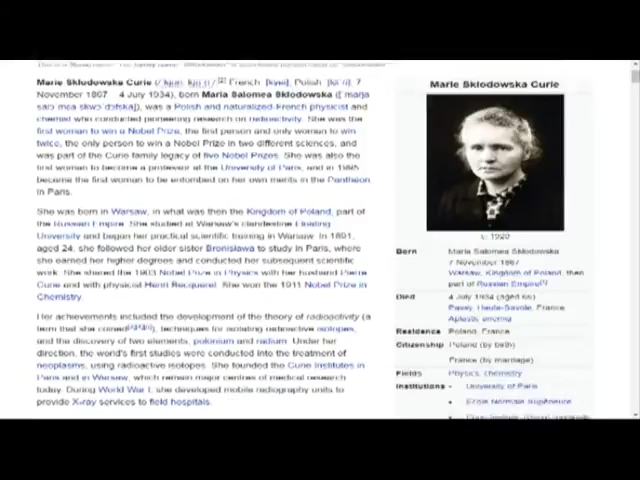 Marie Skłodowska Curie
French:
Polish:
7
November 1867 – 4 July 1934), born Maria Salomea Skłodowska
was a Polish and naturalized-French physicist and
chemist who conducted pioneering research on radioactivity. She was the
first woman to win a Nobel Prize, the first person and only woman to win
twice, the only person to win a Nobel Prize in two different sciences, and
was part of the Curie family legacy of five Nobel Prizes. She was also the
first woman to become a professor at the University of Paris, and in 1995
became the first woman to be entombed on her own merits in the Panthéon
in Paris.
She was born in Warsaw, in what was then the Kingdom of Poland, part of
the Russian Empire. She studied at Warsaw's clandestine Floating
University and began her practical scientific training in Warsaw. In 1891,
aged 24, she followed her older sister Bronisława to study in Paris, where
she earned her higher degrees and conducted her subsequent scientific
work. She shared the 1903 Nobel Prize in Physics with her husband Pierre
Curie and with physicist Henri Becquerel. She won the 1911 Nobel Prize in
Chemistry.
Her achievements included the development of the theory of radioactivity (a
term that she coined), techniques for isolating radioactive isotopes,
and the discovery of two elements, polonium and radium. Under her
direction, the world's first studies were conducted into the treatment of
neoplasms, using radioactive isotopes. She founded the Curie Institutes in
Paris and in Warsaw, which remain major centres of medical research
today. During World War I, she developed mobile radiography units to
provide X-ray services to field hospitals.
Marie Skłodowska Curie
c. 1920
Born Maria Salomea Skłodowska
7 November 1867
Warsaw, Kingdom of Poland, then
part of Russian Empire[1]
Died 4 July 1934 (aged 66)
Passy, Haute-Savoie, France
Aplastic anemia
Residence Poland, France
Citizenship Poland (by birth)
France (by marriage)
Fields Physics, chemistry
Institutions • University of Paris
• École Normale Supérieure